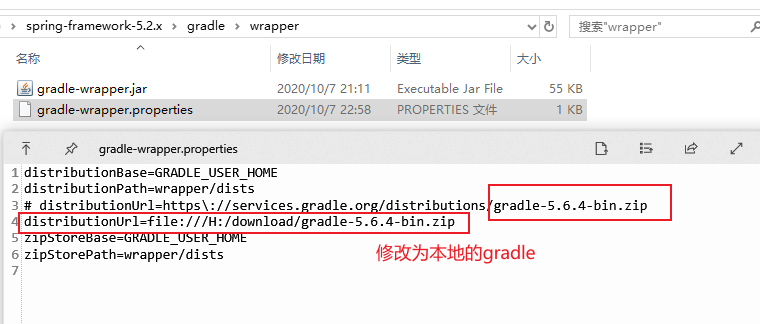 spring-framework-5.2.x › gradle › wrapper
搜索"wrapper"
名称 修改日期 类型 大小
gradle-wrapper.jar 2020/10/7 21:11 Executable Jar File 55 KB
gradle-wrapper.properties 2020/10/7 22:58 PROPERTIES 文件 1 KB
gradle-wrapper.properties
1 distributionBase=GRADLE_USER_HOME
2 distributionPath=wrapper/dists
3 # distributionUrl=https\://services.gradle.org/distributions/gradle-5.6.4-bin.zip
4 distributionUrl=file:///H:/download/gradle-5.6.4-bin.zip
5 zipStoreBase=GRADLE_USER_HOME
6 zipStorePath=wrapper/dists
7
修改为本地的gradle